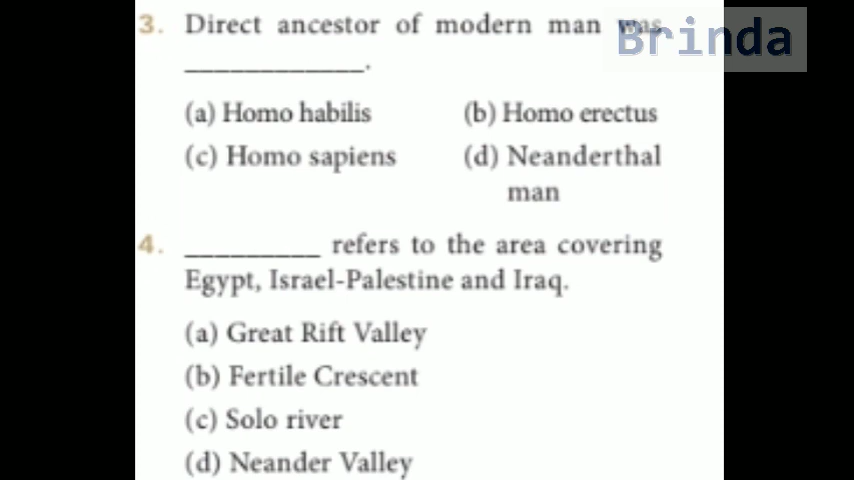 3. Direct ancestor of modern man was
____________.
Brinda
(a) Homo habilis (b) Homo erectus
(c) Homo sapiens (d) Neanderthal
man
4. _________ refers to the area covering
Egypt, Israel-Palestine and Iraq.
(a) Great Rift Valley
(b) Fertile Crescent
(c) Solo river
(d) Neander Valley